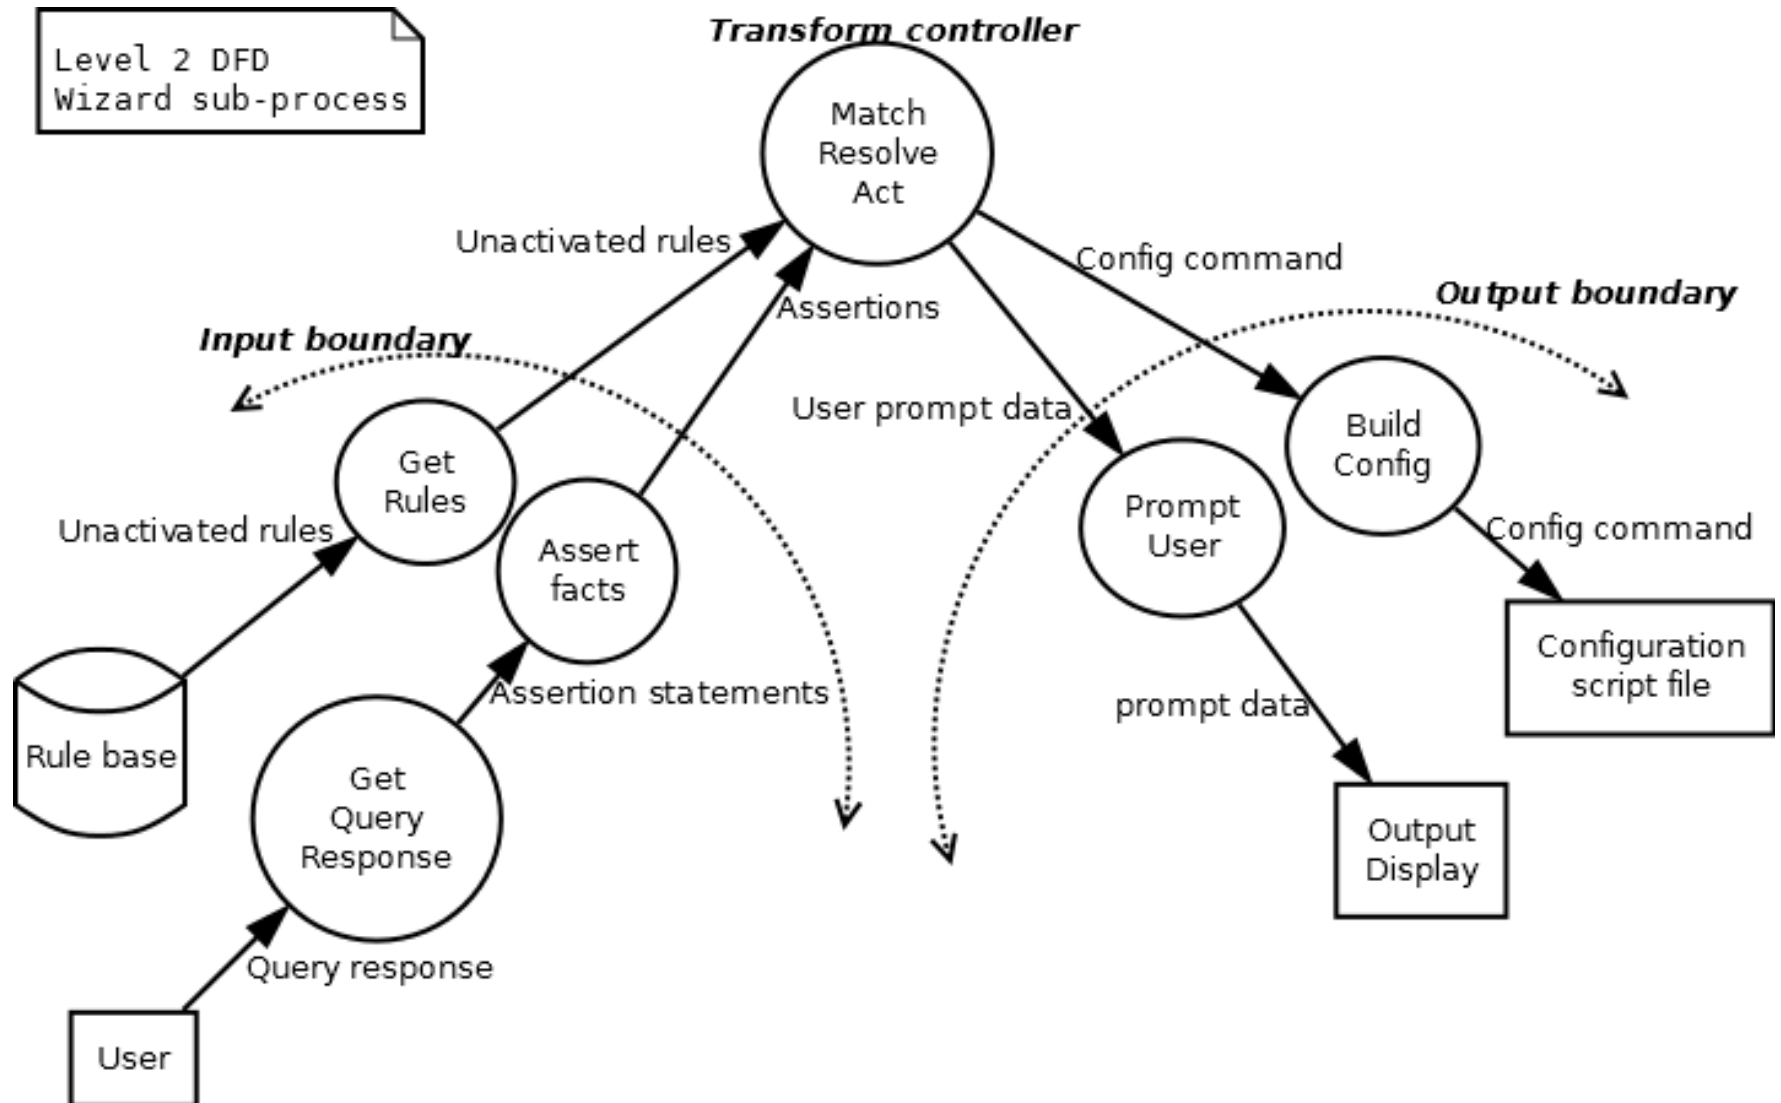 Transform controller
Level 2 DFD
Wizard sub-process
Match
Resolve
Act
Unactivated rules
Config command
Assertions
Output boundary
Input boundary
User prompt data
Build
Config
Get
Rules
Prompt
User
Unactivated rules
Config command
Assert
facts
Configuration
script file
Assertion statements
prompt data
Rule base
Get
Query
Response
Output
Display
Query response
User